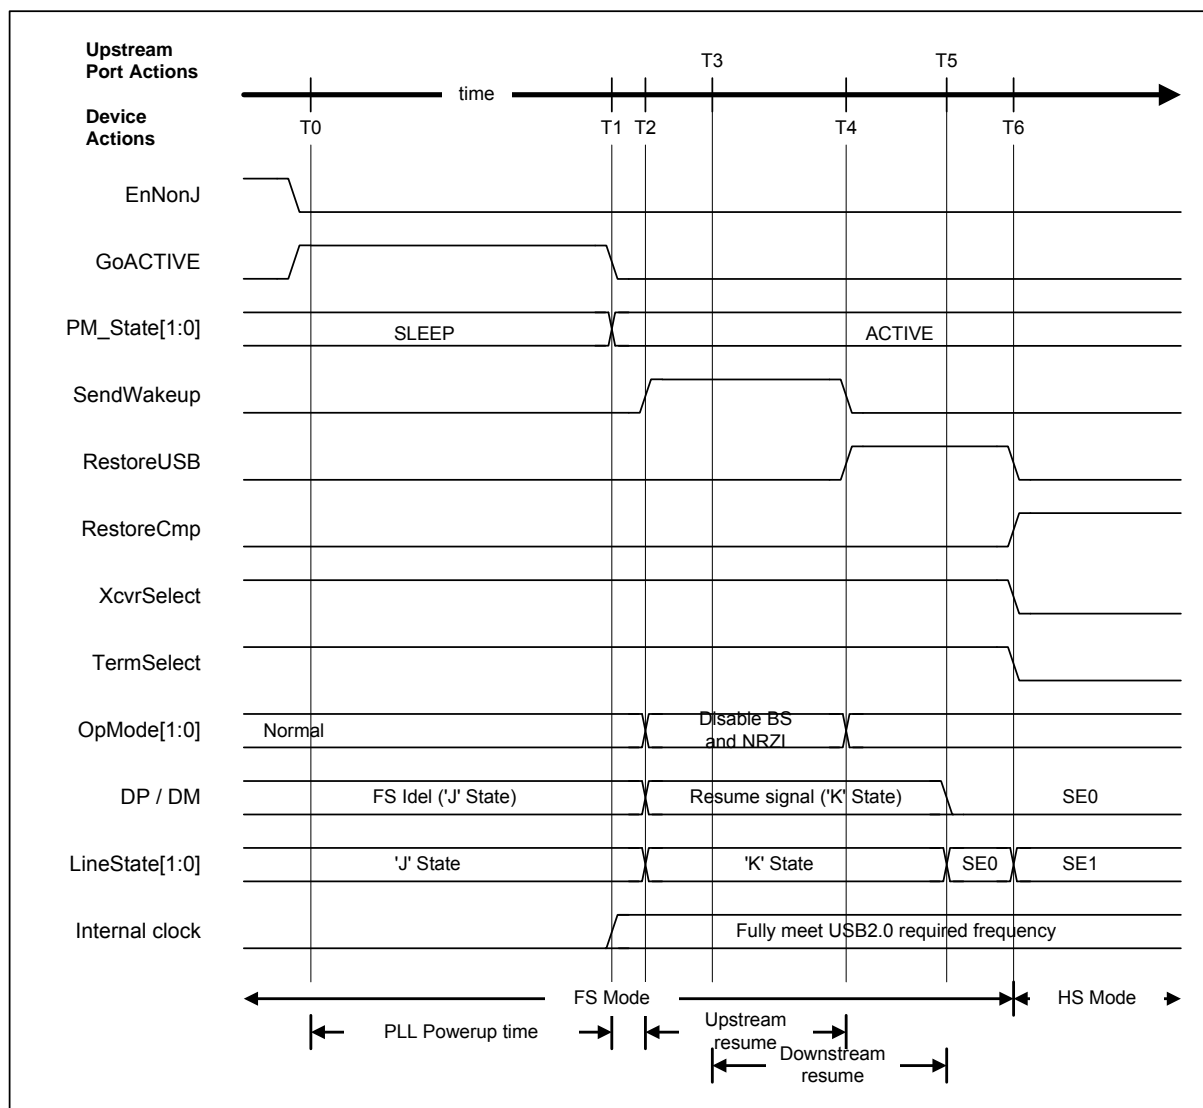 Upstream
Port Actions
T3
T5
time
Device
Actions
T0
T1
T2
T4
T6
EnNonJ
GoACTIVE
PM_State[1:0]
SLEEP
ACTIVE
SendWakeup
RestoreUSB
RestoreCmp
XcvrSelect
TermSelect
OpMode[1:0]
Normal
Disable BS
and NRZI
DP / DM
FS Idel ('J' State)
Resume signal ('K' State)
SE0
LineState[1:0]
'J' State
'K' State
SE0
SE1
Internal clock
Fully meet USB2.0 required frequency
FS Mode
HS Mode
PLL Powerup time
Upstream
resume
Downstream
resume